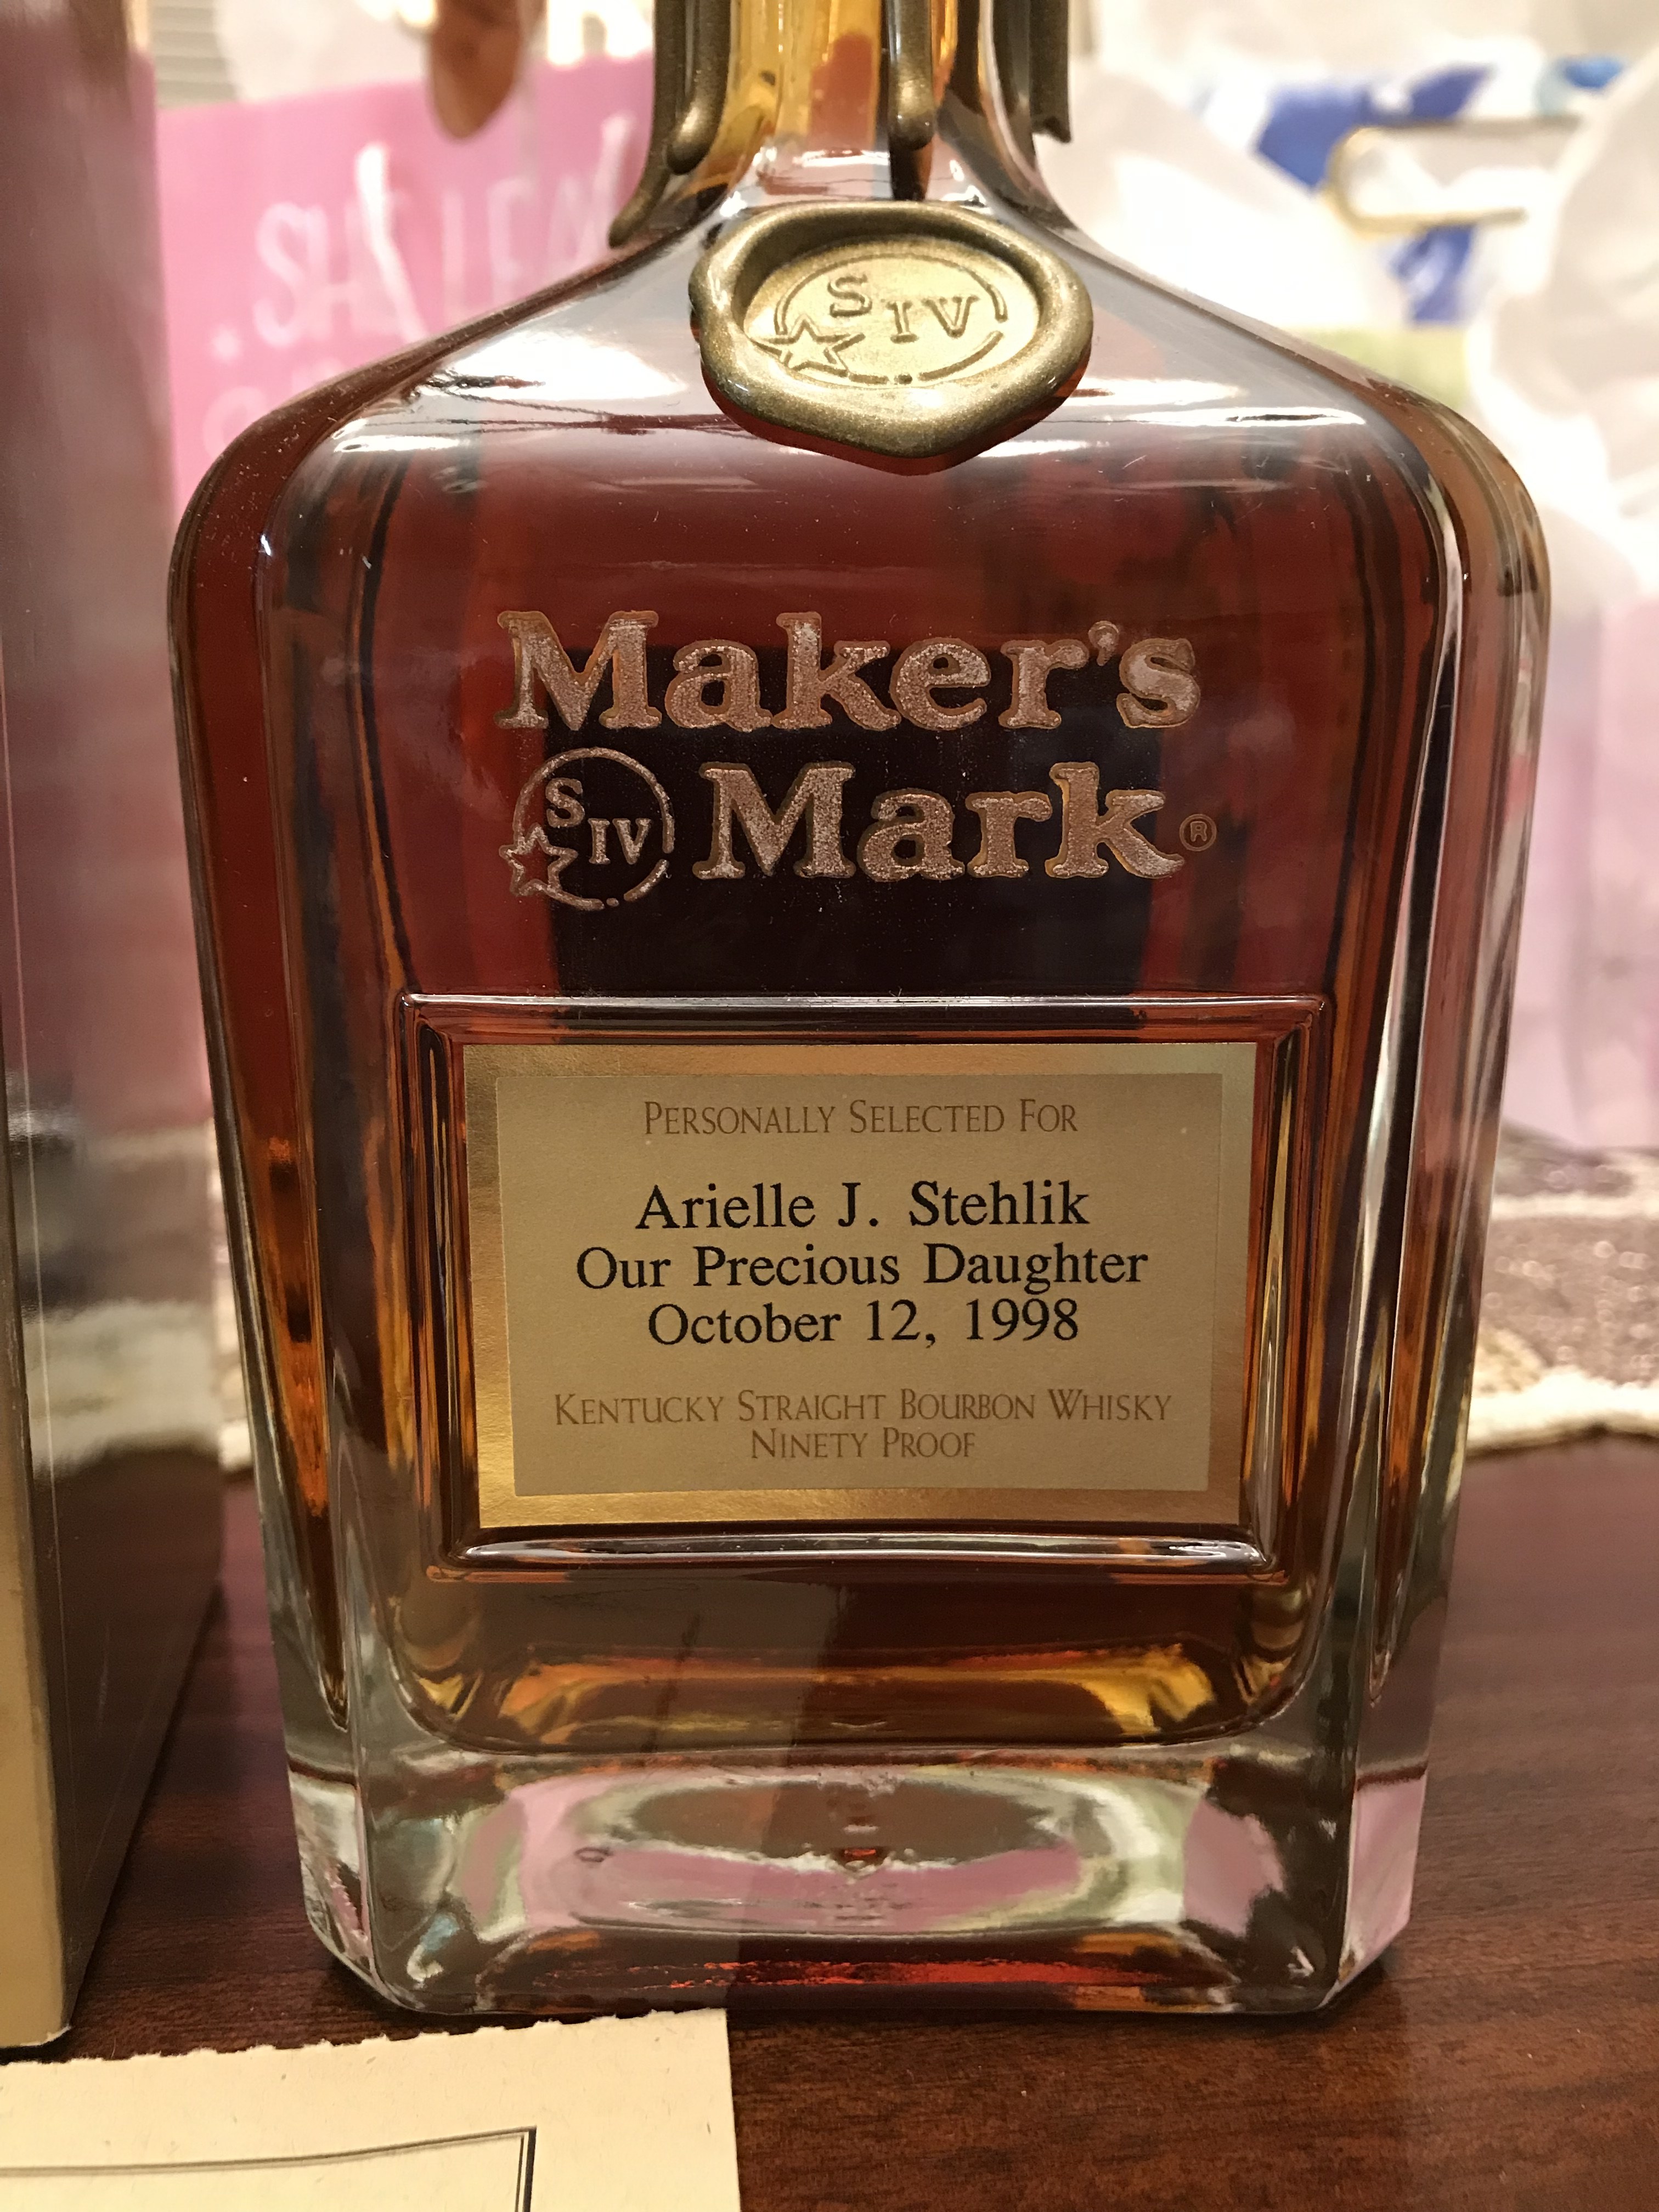 S IV
Maker's
S IV Mark®
PERSONALLY SELECTED FOR
Arielle J. Stehlik
Our Precious Daughter
October 12, 1998
KENTUCKY STRAIGHT BOURBON WHISKY
NINETY PROOF